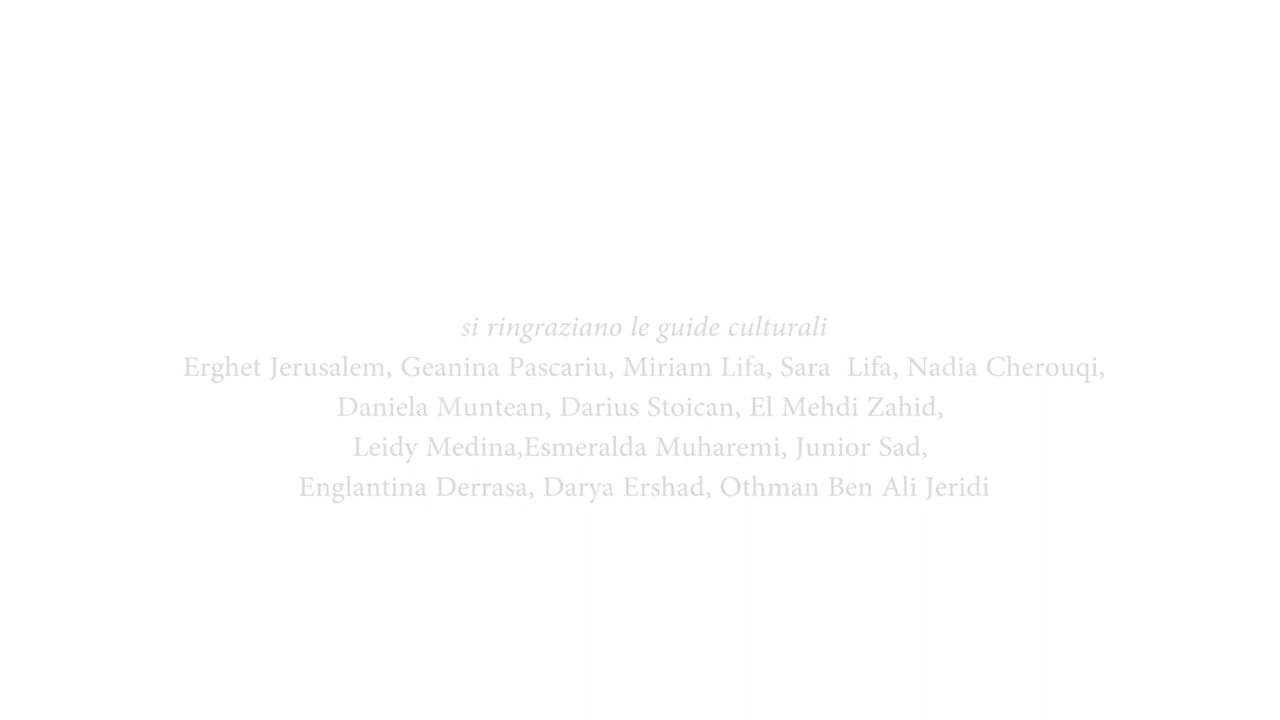 si ringraziano le guide culturali
Erghet Jerusalem, Geanina Pascariu, Miriam Lifa, Sara  Lifa, Nadia Cherouqi,
Daniela Muntean, Darius Stoican, El Mehdi Zahid,
Leidy Medina,Esmeralda Muharemi, Junior Sad,
Englantina Derrasa, Darya Ershad, Othman Ben Ali Jeridi